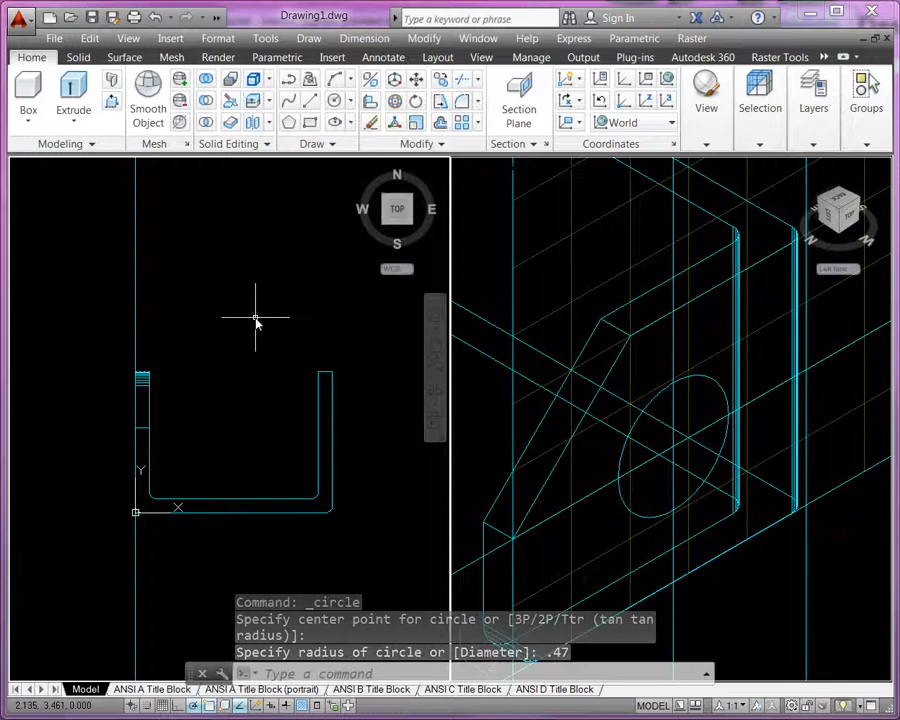 Drawing1.dwg
Type a keyword or phrase
Sign In
File Edit View Insert Format Tools Draw Dimension Modify Window Help Express Parametric Raster
Home Solid Surface Mesh Render Parametric Insert Annotate Layout View Manage Output Plug-ins Autodesk 360 Raster Tools
Box
Extrude
Smooth
Object
Section
Plane
World
View
Selection
Layers
Groups
Modeling
Mesh
Solid Editing
Draw
Modify
Section
Coordinates
N
W
TOP
E
S
WCS
TOP
Y
X
Command: _circle
Specify center point for circle or [3P/2P/Ttr (tan tan
radius)]:
Specify radius of circle or [Diameter]: .47
Type a command
Model ANSI A Title Block ANSI A Title Block (portrait) ANSI B Title Block ANSI C Title Block ANSI D Title Block
2.135, 3.461, 0.000
MODEL
1:1